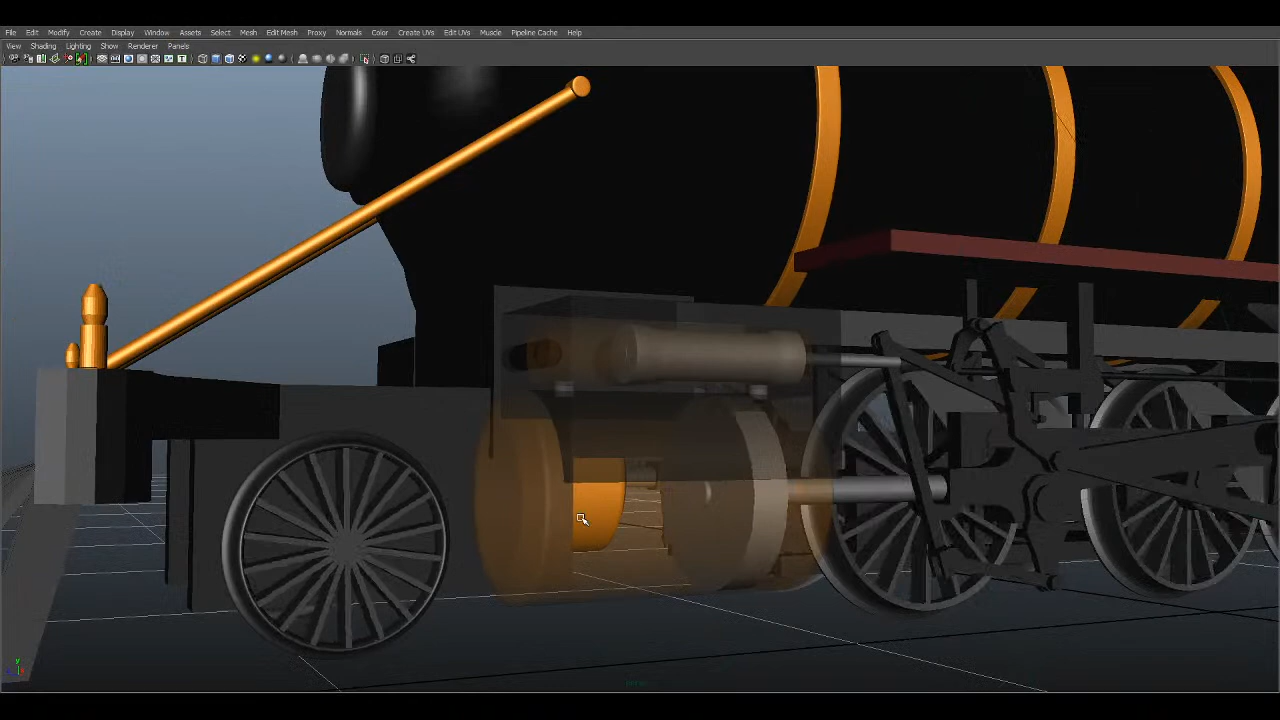 File Edit Modify Create Display Window Assets Select Mesh Edit Mesh Proxy Normals Color Create UVs Edit UVs Muscle Pipeline Cache Help
View Shading Lighting Show Renderer Panels